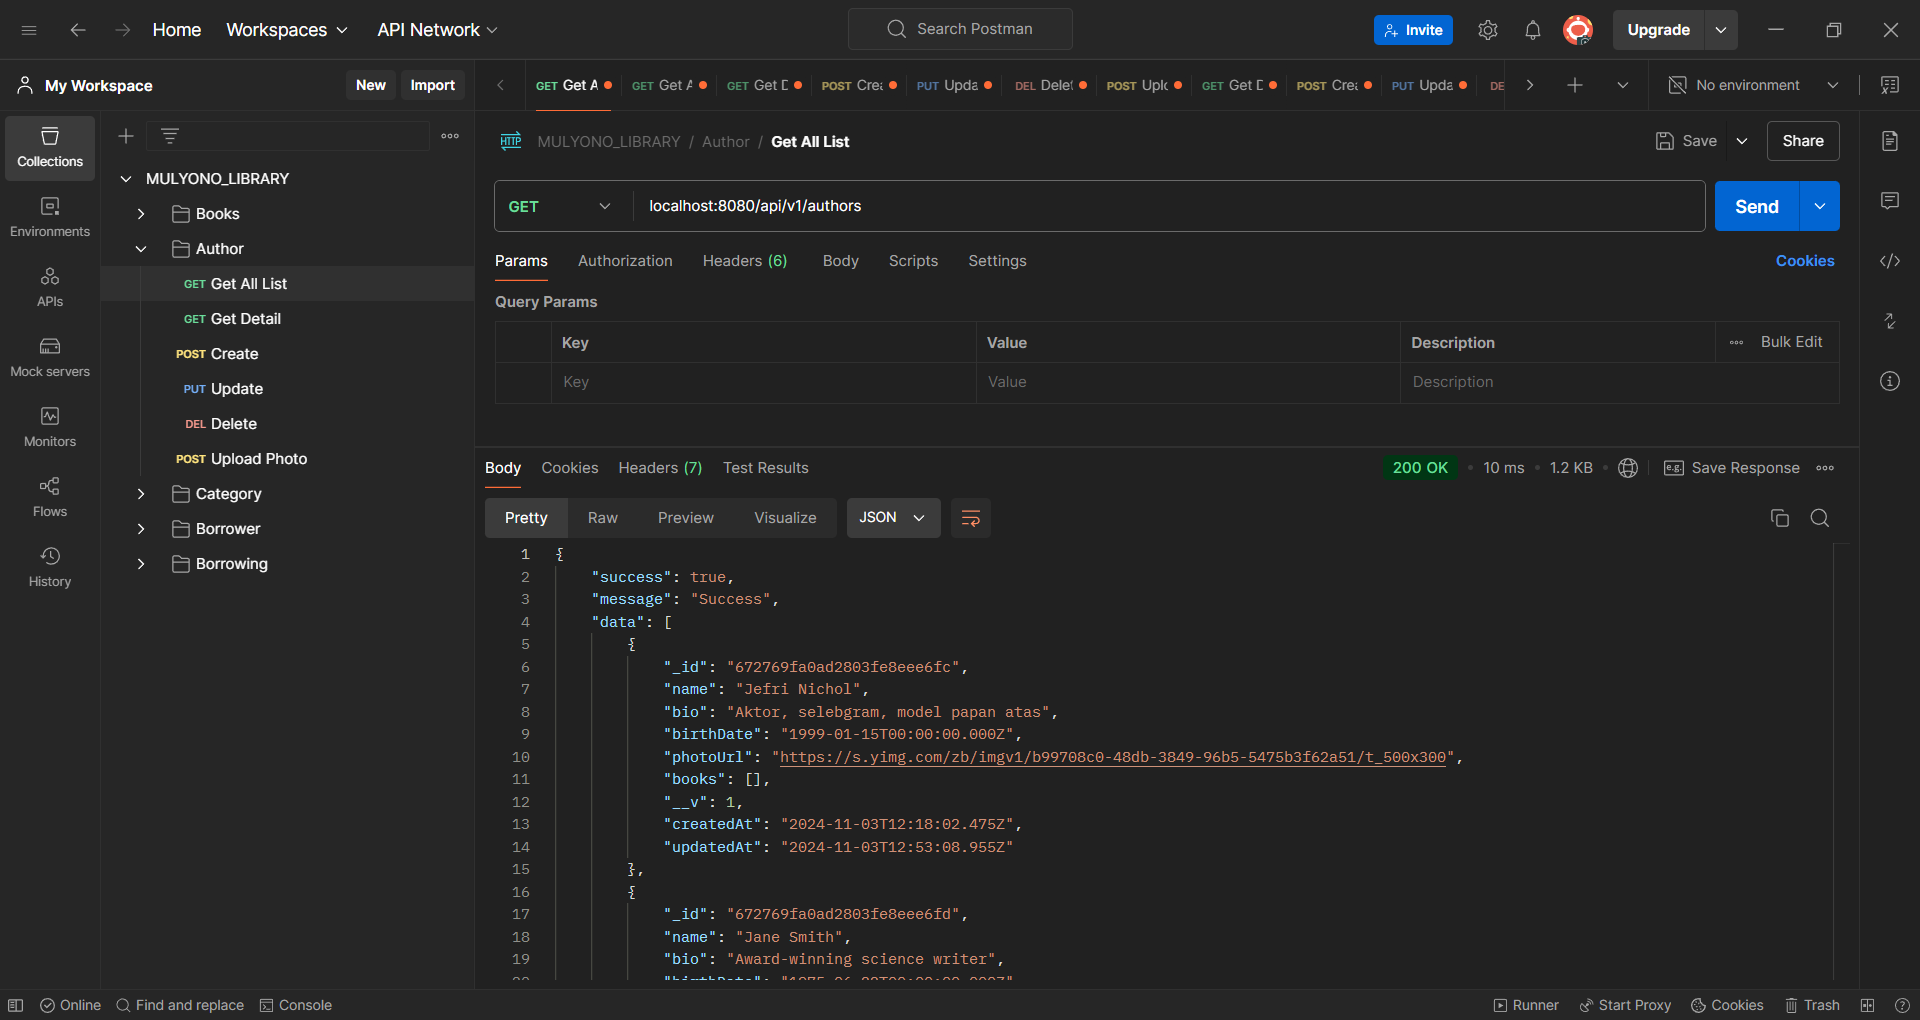 Home Workspaces API Network Search Postman Invite Upgrade
My Workspace New Import
GET Get A GET Get A GET Get D POST Crea PUT Upda DEL Delet POST Uplo GET Get D POST Crea PUT Upda DE No environment
Collections
Environments
APIs
Mock servers
Monitors
Flows
History
MULYONO_LIBRARY
Books
Author
GET Get All List
GET Get Detail
POST Create
PUT Update
DEL Delete
POST Upload Photo
Category
Borrower
Borrowing
HTTP MULYONO_LIBRARY / Author / Get All List Save Share
GET localhost:8080/api/v1/authors Send
Params Authorization Headers (6) Body Scripts Settings Cookies
Query Params
Key Value Description Bulk Edit
Key Value Description
Body Cookies Headers (7) Test Results 200 OK • 10 ms • 1.2 KB • e.g. Save Response
Pretty Raw Preview Visualize JSON
1 {
2 "success": true,
3 "message": "Success",
4 "data": [
5 {
6 "_id": "672769fa0ad2803fe8eee6fc",
7 "name": "Jefri Nichol",
8 "bio": "Aktor, selebgram, model papan atas",
9 "birthDate": "1999-01-15T00:00:00.000Z",
10 "photoUrl": "https://s.yimg.com/zb/imgv1/b99708c0-48db-3849-96b5-5475b3f62a51/t_500x300",
11 "books": [],
12 "__v": 1,
13 "createdAt": "2024-11-03T12:18:02.475Z",
14 "updatedAt": "2024-11-03T12:53:08.955Z"
15 },
16 {
17 "_id": "672769fa0ad2803fe8eee6fd",
18 "name": "Jane Smith",
19 "bio": "Award-winning science writer",
Online Find and replace Console Runner Start Proxy Cookies Trash